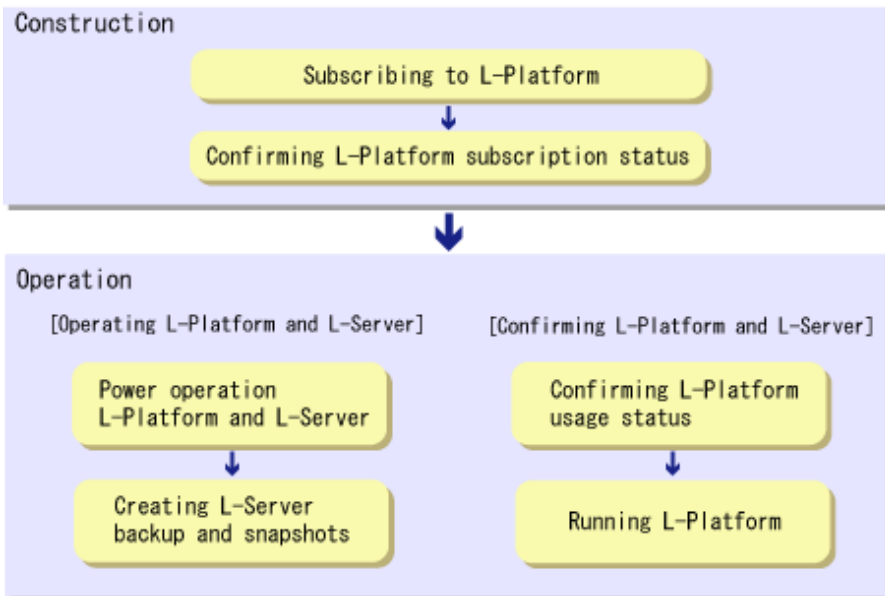 Construction
Subscribing to L-Platform
Confirming L-Platform subscription status
Operation
[Operating L-Platform and L-Server]
Power operation
L-Platform and L-Server
Creating L-Server
backup and snapshots
[Confirming L-Platform and L-Server]
Confirming L-Platform
usage status
Running L-Platform